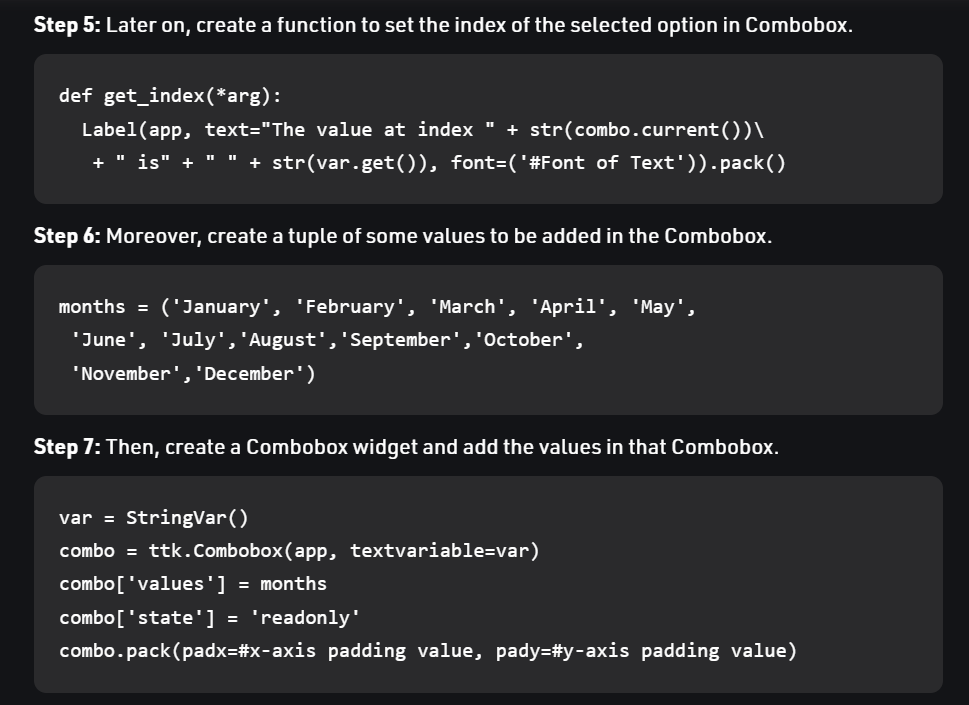 Step 5: Later on, create a function to set the index of the selected option in Combobox.
def get_index(*arg):
  Label(app, text="The value at index " + str(combo.current())\
   + " is" + " " + str(var.get()), font=('#Font of Text')).pack()
Step 6: Moreover, create a tuple of some values to be added in the Combobox.
months = ('January', 'February', 'March', 'April', 'May',
 'June', 'July','August','September','October',
 'November','December')
Step 7: Then, create a Combobox widget and add the values in that Combobox.
var = StringVar()
combo = ttk.Combobox(app, textvariable=var)
combo['values'] = months
combo['state'] = 'readonly'
combo.pack(padx=#x-axis padding value, pady=#y-axis padding value)